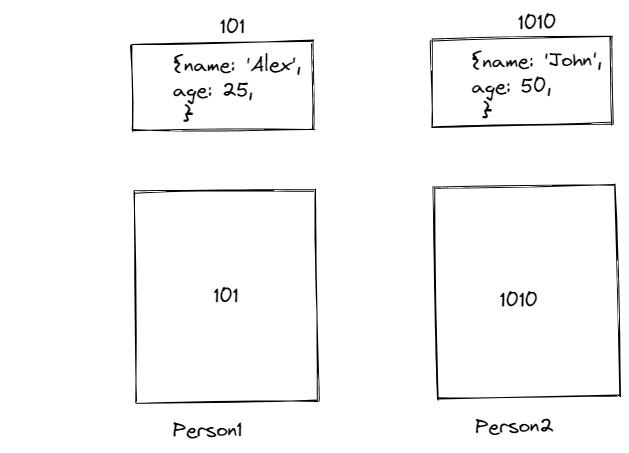 101
{name: 'Alex',
age: 25,
}
1010
{name: 'John',
age: 50,
}
101
1010
Person1
Person2